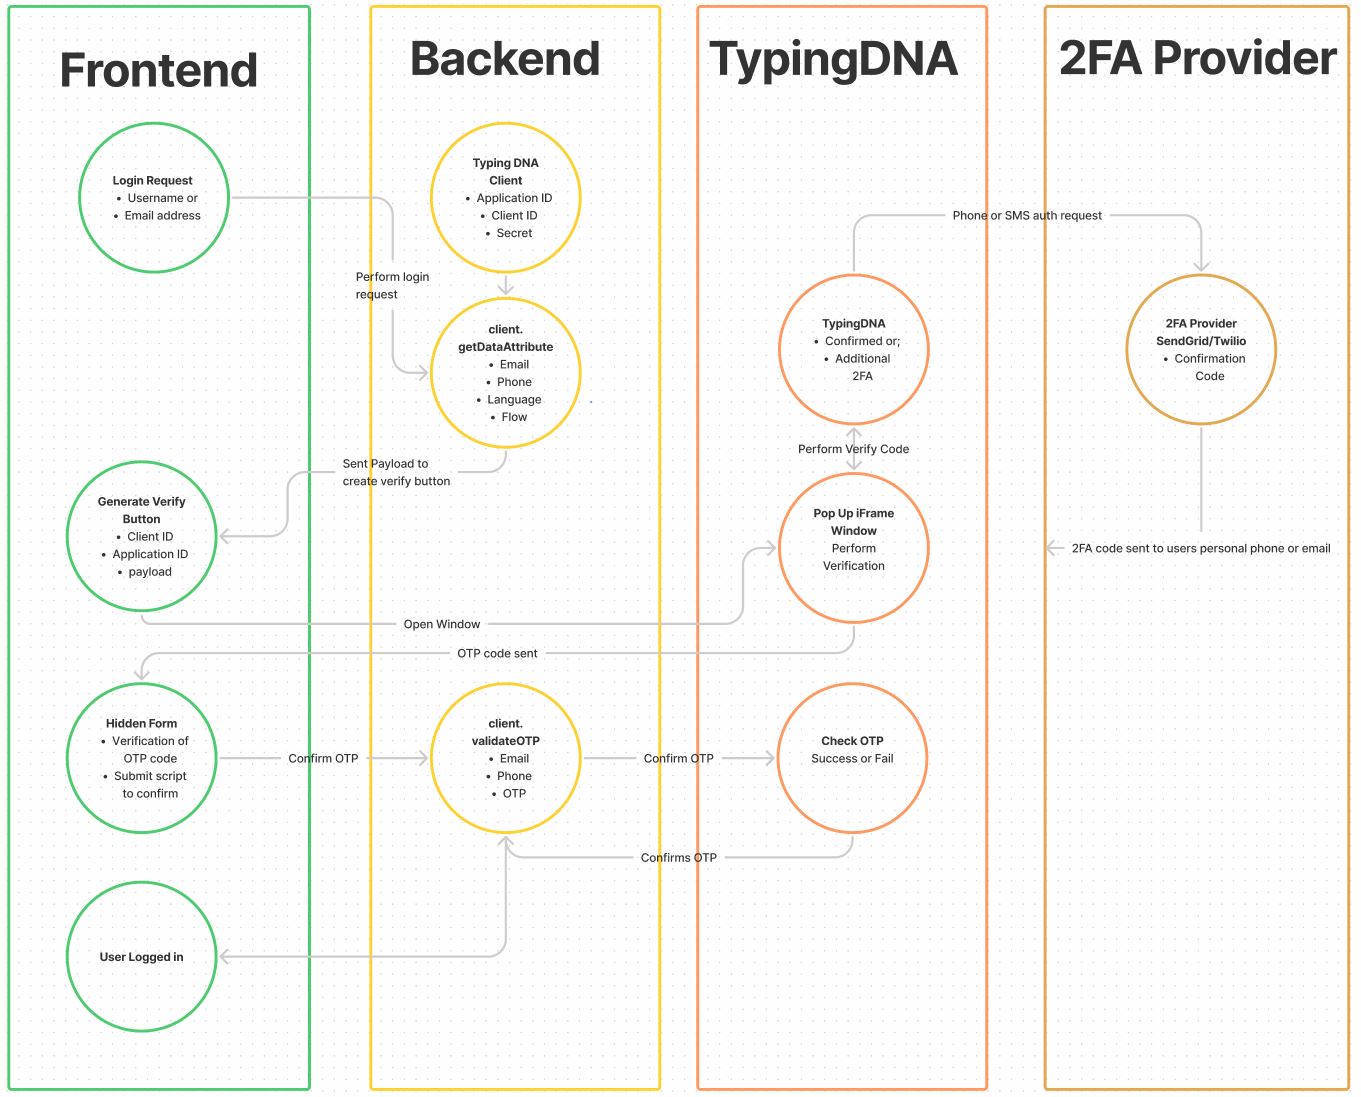 Frontend
Backend
TypingDNA
2FA Provider
Login Request
• Username or
• Email address
Typing DNA
Client
• Application ID
• Client ID
• Secret
Phone or SMS auth request
Perform login
request
client.
getDataAttribute
• Email
• Phone
• Language
• Flow
TypingDNA
• Confirmed or;
• Additional
2FA
2FA Provider
SendGrid/Twilio
• Confirmation
Code
Perform Verify Code
Sent Payload to
create verify button
Generate Verify
Button
• Client ID
• Application ID
• payload
Pop Up iFrame
Window
Perform
Verification
2FA code sent to users personal phone or email
Open Window
OTP code sent
Hidden Form
• Verification of
OTP code
• Submit script
to confirm
Confirm OTP
client.
validateOTP
• Email
• Phone
• OTP
Confirm OTP
Check OTP
Success or Fail
Confirms OTP
User Logged in